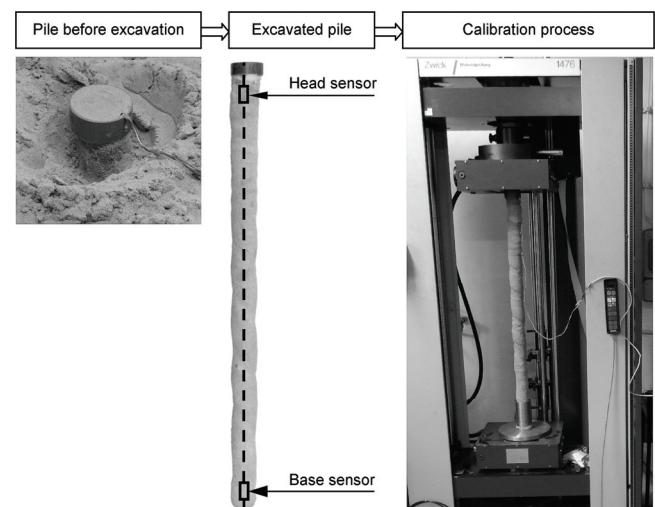 Pile before excavation
Excavated pile
Calibration process
Head sensor
Base sensor
Zwick
1476